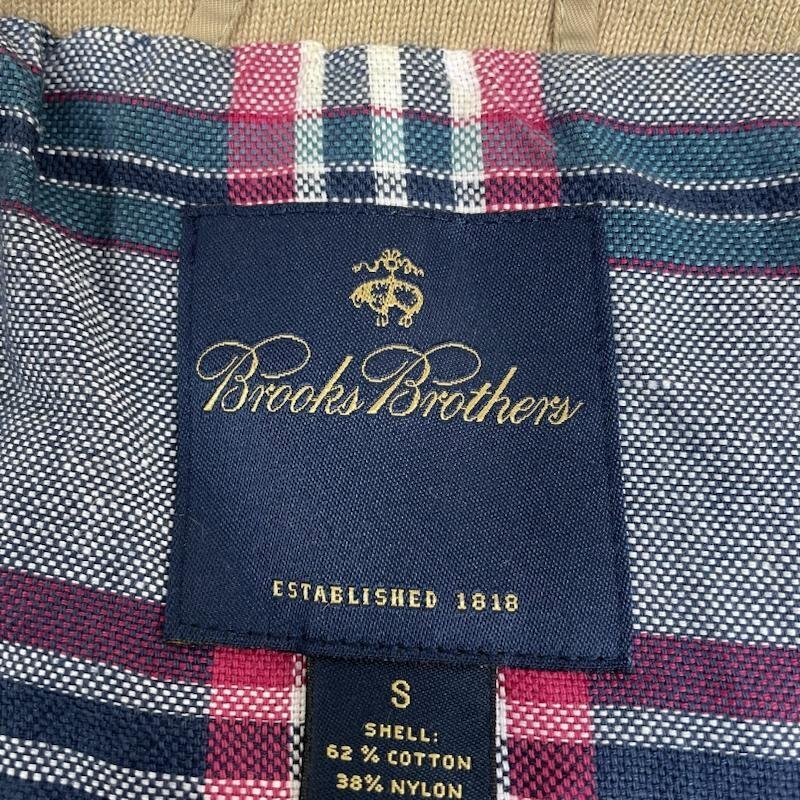 Brooks Brothers
ESTABLISHED 1818
S
SHELL:
62 % COTTON
38% NYLON